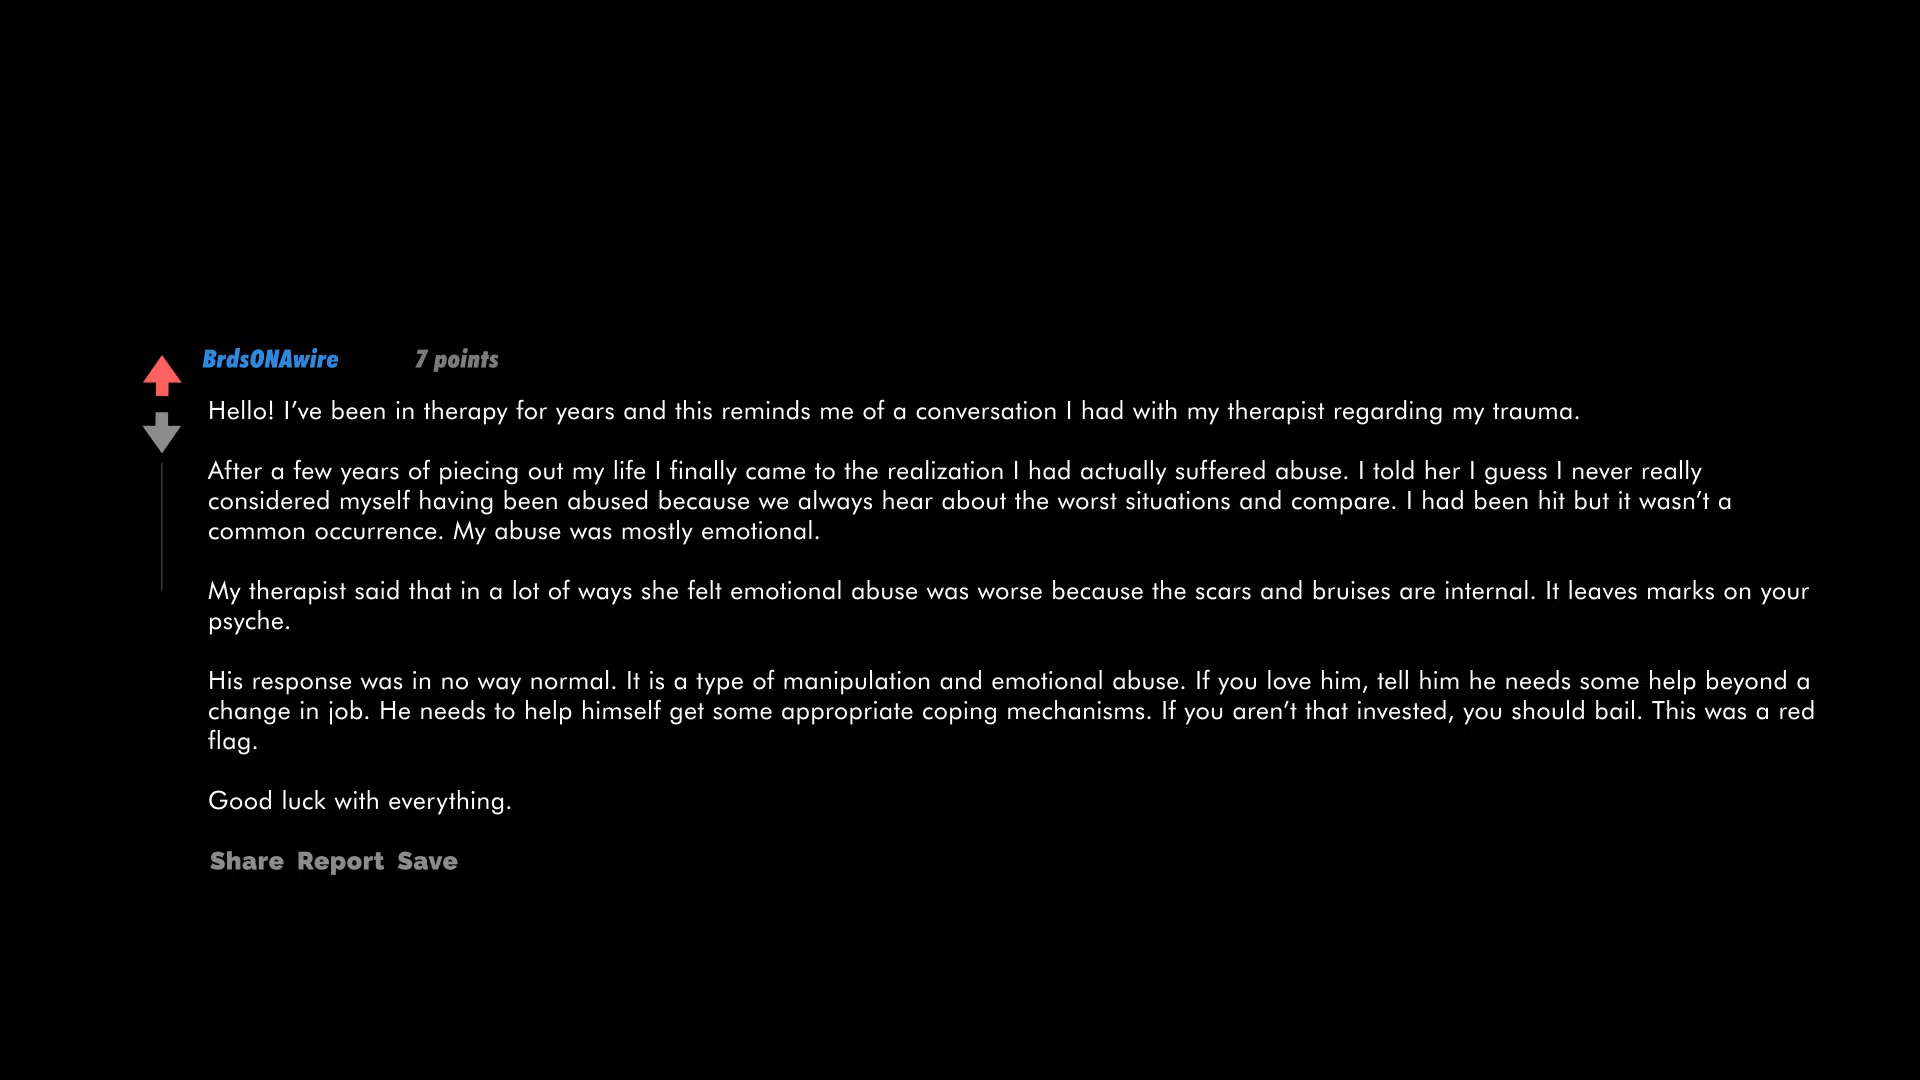 BrdsONAwire 7 points
Hello! I’ve been in therapy for years and this reminds me of a conversation I had with my therapist regarding my trauma.
After a few years of piecing out my life I finally came to the realization I had actually suffered abuse. I told her I guess I never really
considered myself having been abused because we always hear about the worst situations and compare. I had been hit but it wasn’t a
common occurrence. My abuse was mostly emotional.
My therapist said that in a lot of ways she felt emotional abuse was worse because the scars and bruises are internal. It leaves marks on your
psyche.
His response was in no way normal. It is a type of manipulation and emotional abuse. If you love him, tell him he needs some help beyond a
change in job. He needs to help himself get some appropriate coping mechanisms. If you aren’t that invested, you should bail. This was a red
flag.
Good luck with everything.
Share Report Save